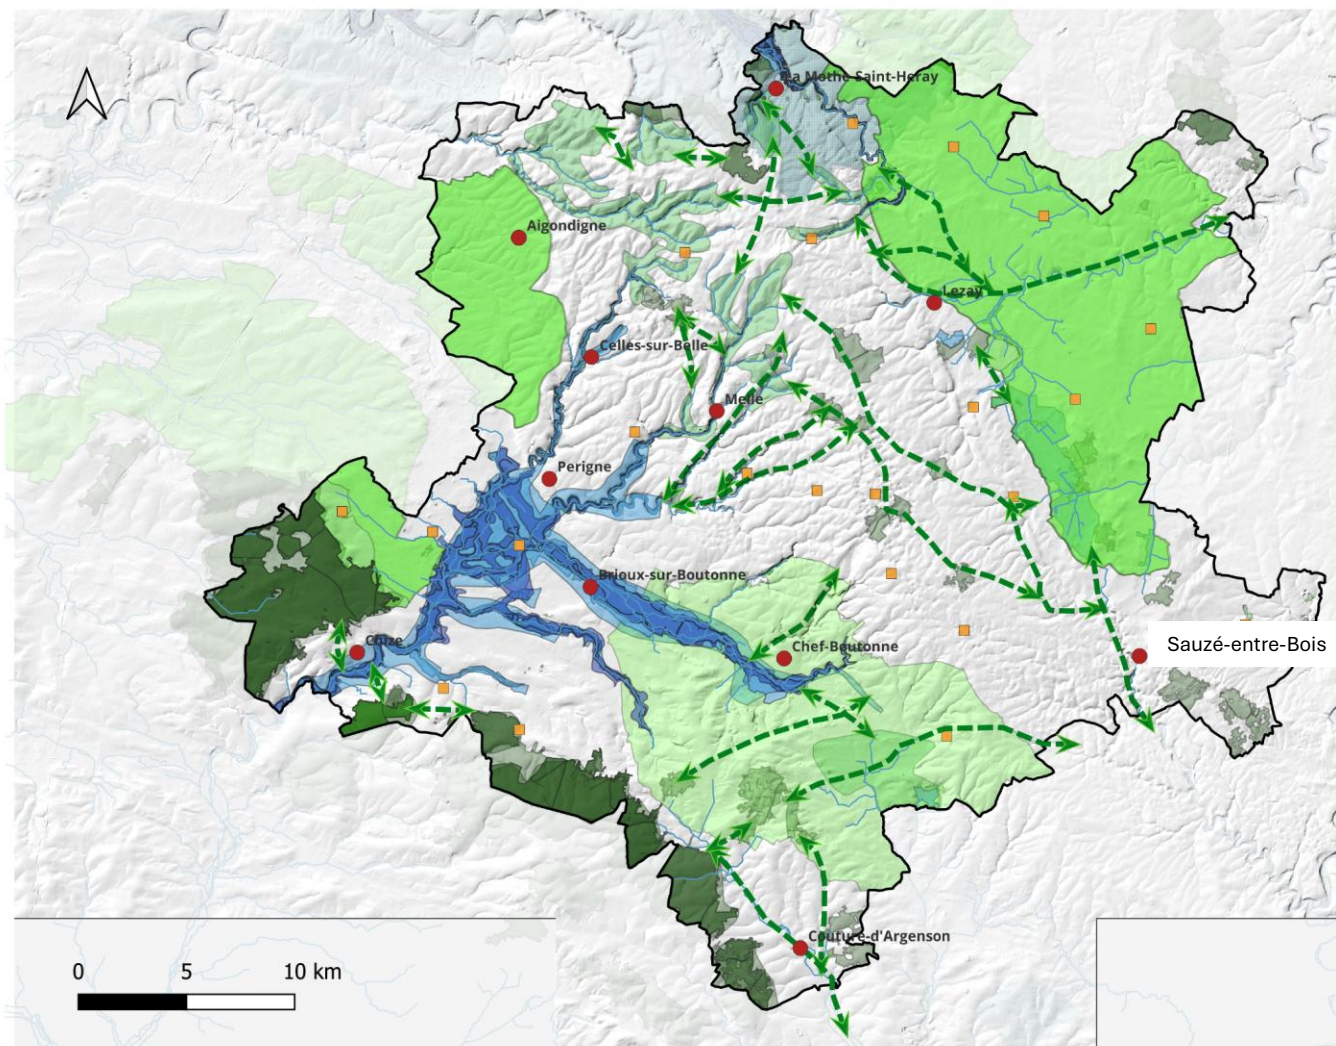 La Mothe-Saint-Heray
Aigondigne
Lezay
Celles-sur-Belle
Melle
Perigne
Brioux-sur-Boutonne
Chize
Chef-Boutonne
Sauzé-entre-Bois
Couture-d'Argenson
0 5 10 km